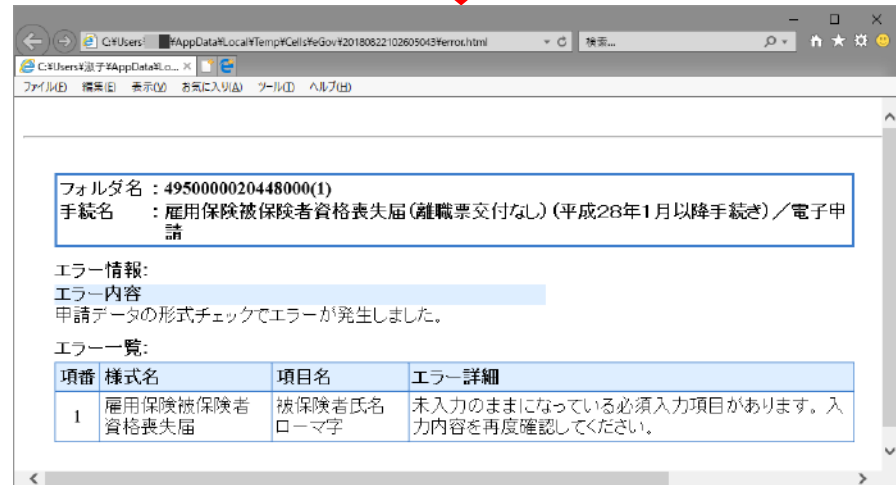 C:¥Users¥ ¥AppData¥Local¥Temp¥Cells¥eGov¥20180822102605043¥error.html
検索...
C:¥Users¥淑子¥AppData¥Lo...
ファイル(F) 編集(E) 表示(V) お気に入り(A) ツール(T) ヘルプ(H)
フォルダ名 : 4950000020448000(1)
手続名 : 雇用保険被保険者資格喪失届(離職票交付なし)(平成28年1月以降手続き)/電子申
請
エラー情報:
エラー内容
申請データの形式チェックでエラーが発生しました。
エラー一覧:
項番 様式名 項目名 エラー詳細
1 雇用保険被保険者 被保険者氏名 未入力のままになっている必須入力項目があります。入
資格喪失届 ローマ字 力内容を再度確認してください。